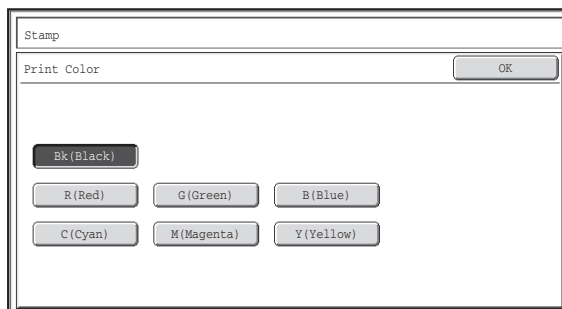 Stamp
Print Color OK
Bk(Black)
R(Red) G(Green) B(Blue)
C(Cyan) M(Magenta) Y(Yellow)